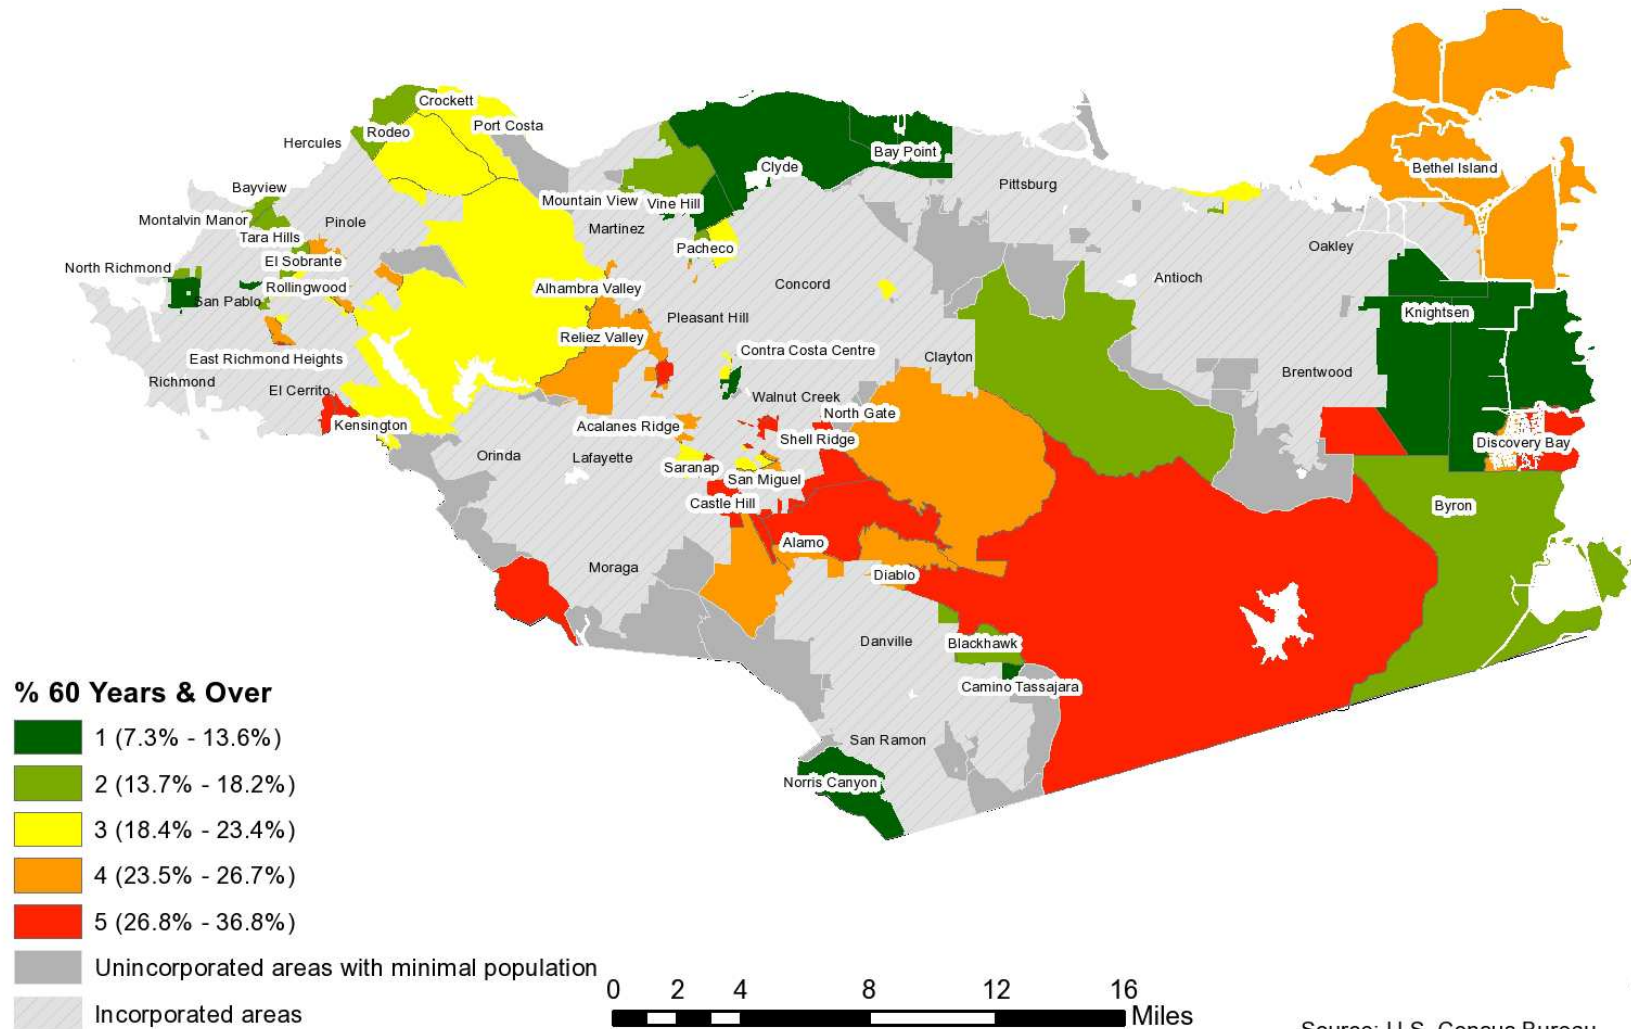 Crockett
Port Costa
Rodeo
Hercules
Bay Point
Clyde
Bethel Island
Pittsburg
Bayview
Mountain View
Vine Hill
Montalvin Manor
Pinole
Martinez
Tara Hills
Pacheco
Oakley
El Sobrante
North Richmond
Antioch
Rollingwood
Alhambra Valley
Concord
San Pablo
Knightsen
Pleasant Hill
Reliez Valley
Contra Costa Centre
East Richmond Heights
Clayton
Richmond
Brentwood
El Cerrito
Walnut Creek
North Gate
Kensington
Acalanes Ridge
Shell Ridge
Discovery Bay
Orinda
Lafayette
Saranap
San Miguel
Castle Hill
Byron
Alamo
Moraga
Diablo
Danville
Blackhawk
Camino Tassajara
San Ramon
Norris Canyon
% 60 Years & Over
1 (7.3% - 13.6%)
2 (13.7% - 18.2%)
3 (18.4% - 23.4%)
4 (23.5% - 26.7%)
5 (26.8% - 36.8%)
Unincorporated areas with minimal population
Incorporated areas
0 2 4 8 12 16
Miles
Source: U.S. Census Bureau